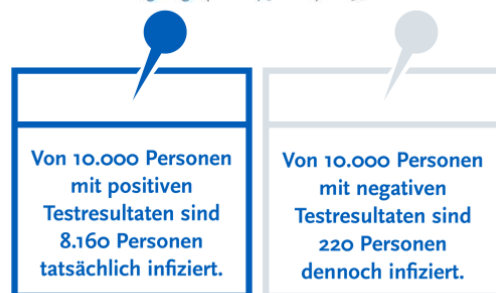 Von 10.000 Personen
mit positiven
Testresultaten sind
8.160 Personen
tatsächlich infiziert.
Von 10.000 Personen
mit negativen
Testresultaten sind
220 Personen
dennoch infiziert.